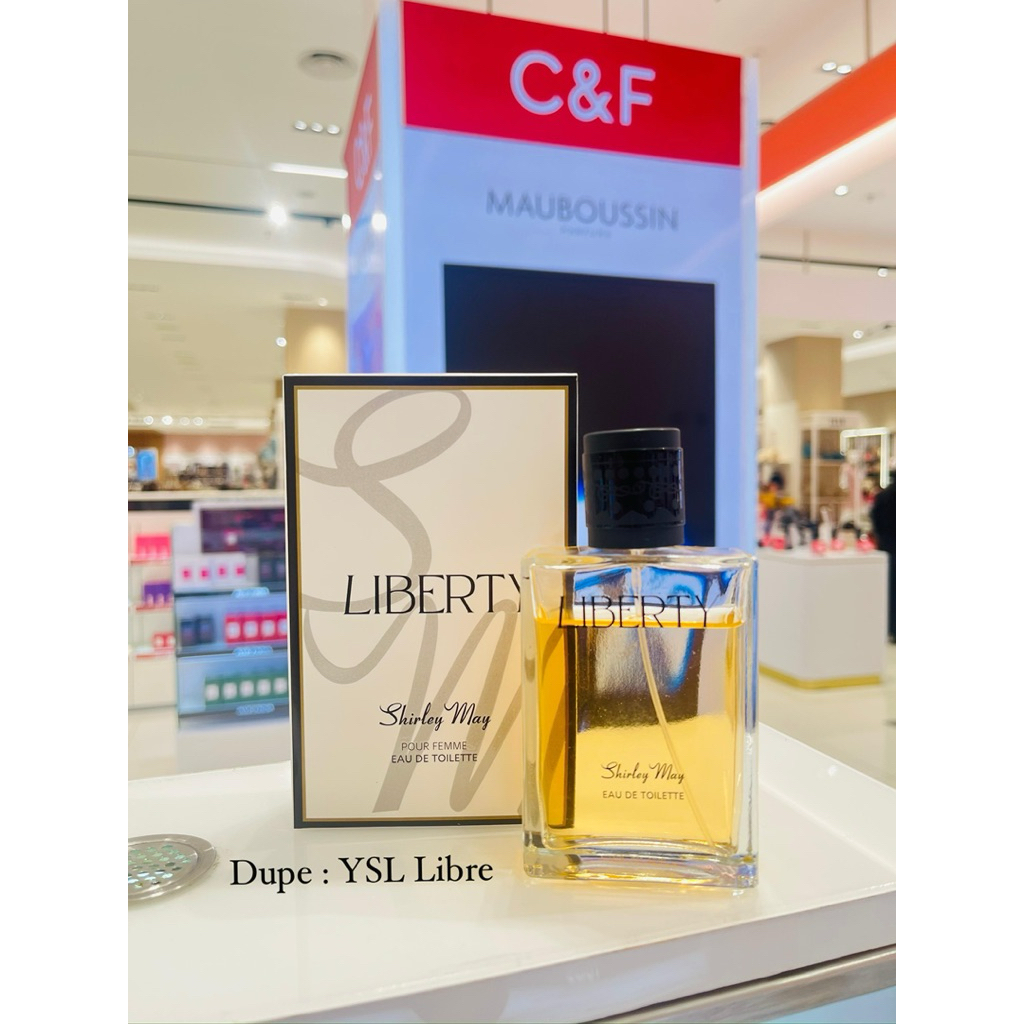 C&F
MAUBOUSSIN
LIBERTY
Shirley May
POUR FEMME
EAU DE TOILETTE
LIBERTY
Shirley May
EAU DE TOILETTE
Dupe : YSL Libre